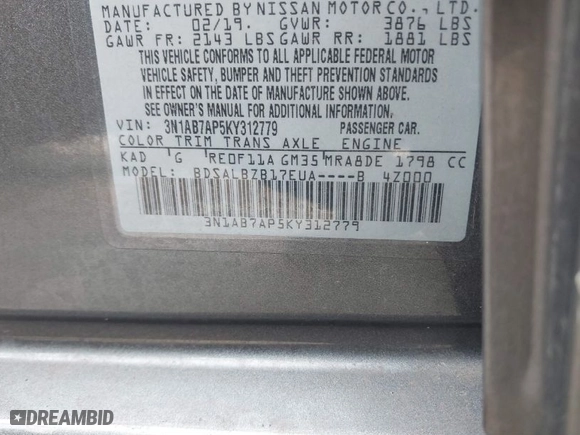 MANUFACTURED BY NISSAN MOTOR CO., LTD.
DATE: 02/19. GVWR: 3876 LBS
GAWR FR: 2143 LBS GAWR RR: 1881 LBS
THIS VEHICLE CONFORMS TO ALL APPLICABLE FEDERAL MOTOR
VEHICLE SAFETY, BUMPER AND THEFT PREVENTION STANDARDS
IN EFFECT ON THE DATE OF MANUFACTURE SHOWN ABOVE.
SEE OWNER'S MANUAL FOR ADDITIONAL INFORMATION.
VIN: 3N1AB7AP5KY312779 PASSENGER CAR.
COLOR TRIM TRANS AXLE ENGINE
KAD G RE0F11A GM35 MRA8DE 1798 CC
MODEL: BDSALBZB17EUA----B 4Z000
3N1AB7AP5KY312779
DREAMBID